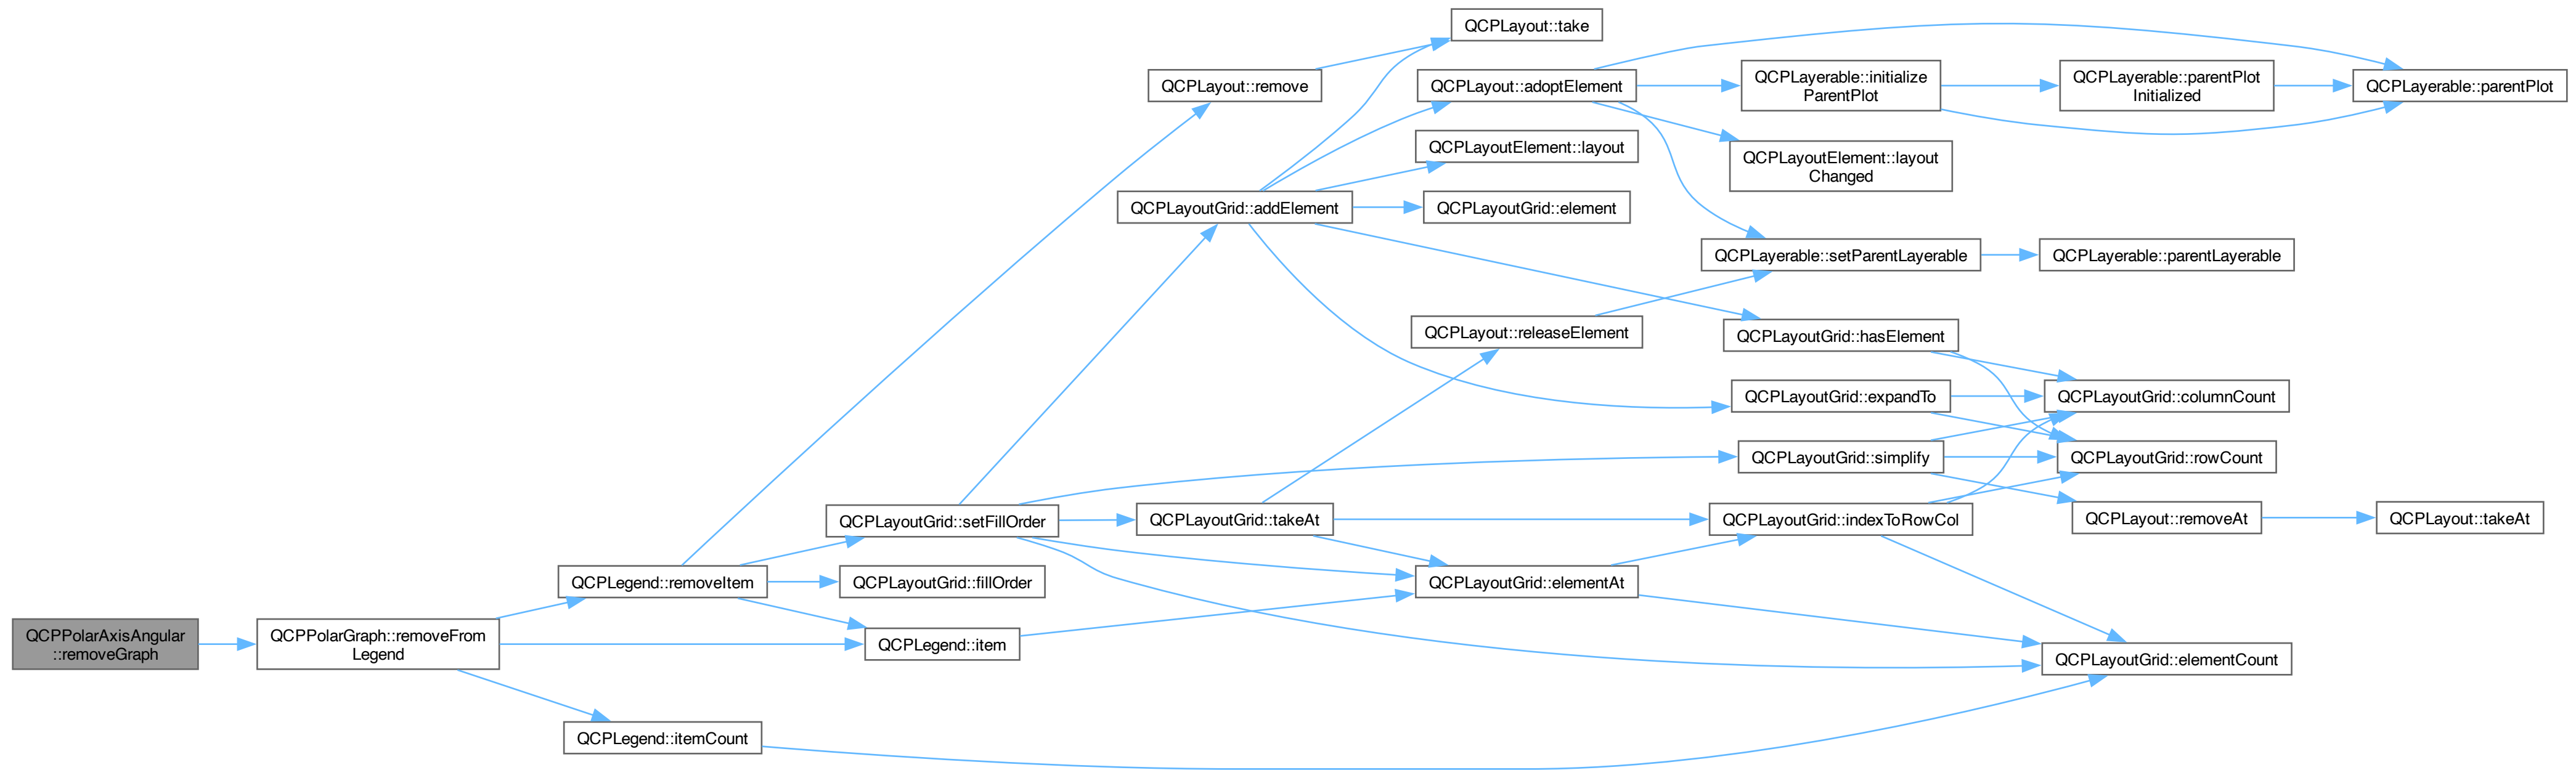 QCPPolarAxisAngular
::removeGraph
QCPPolarGraph::removeFrom
Legend
QCPLegend::removeItem
QCPLayout::remove
QCPLayout::take
QCPLayoutGrid::setFillOrder
QCPLayoutGrid::addElement
QCPLayout::adoptElement
QCPLayerable::initialize
ParentPlot
QCPLayerable::parentPlot
Initialized
QCPLayerable::parentPlot
QCPLayoutElement::layout
QCPLayoutElement::layout
Changed
QCPLayoutGrid::element
QCPLayerable::setParentLayerable
QCPLayerable::parentLayerable
QCPLayout::releaseElement
QCPLayoutGrid::hasElement
QCPLayoutGrid::expandTo
QCPLayoutGrid::columnCount
QCPLayoutGrid::simplify
QCPLayoutGrid::rowCount
QCPLayoutGrid::takeAt
QCPLayoutGrid::indexToRowCol
QCPLayout::removeAt
QCPLayout::takeAt
QCPLayoutGrid::fillOrder
QCPLayoutGrid::elementAt
QCPLegend::item
QCPLayoutGrid::elementCount
QCPLegend::itemCount